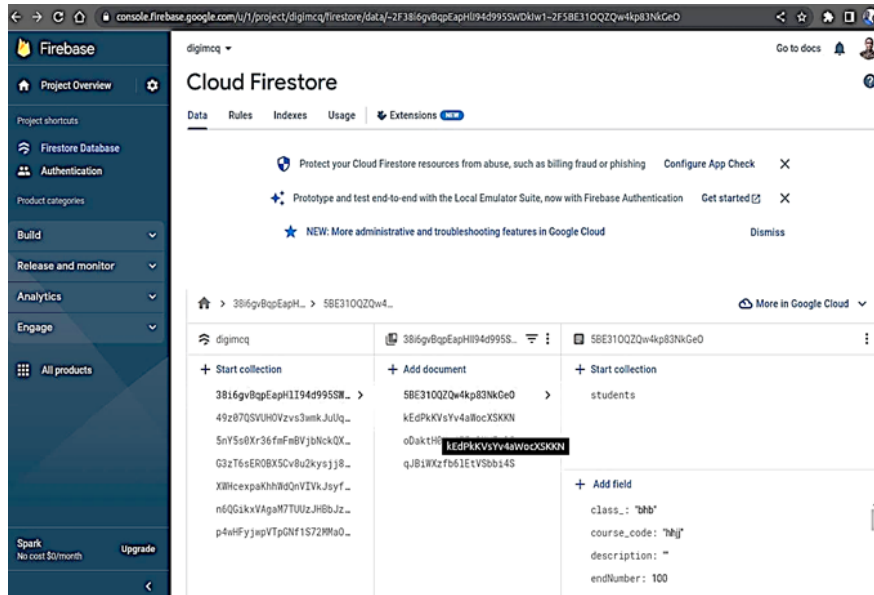 console.firebase.google.com/u/1/project/digimcq/firestore/data/~2F38i6gvBqpEapHlI94d995SWDkIw1~2F5BE31OQZQw4kp83NkGeO
Firebase
digimcq
Go to docs
Project Overview
Cloud Firestore
Project shortcuts
Data Rules Indexes Usage Extensions NEW
Firestore Database
Authentication
Product categories
Build
Release and monitor
Analytics
Engage
All products
Spark
No cost $0/month
Upgrade
Protect your Cloud Firestore resources from abuse, such as billing fraud or phishing Configure App Check
Prototype and test end-to-end with the Local Emulator Suite, now with Firebase Authentication Get started
NEW: More administrative and troubleshooting features in Google Cloud Dismiss
38i6gvBqpEapH... > 5BE31OQZQw4…
More in Google Cloud
digimcq
+ Start collection
38i6gvBqpEapHlI94d995SW…
49z07QSVUHOVzvs3wmkJuUq…
5nY5s0Xr36fmFmBVjbNckQX…
G3zT6sEROBX5Cv8u2kysjj8…
XWHcexpaKhhWdQnVIVkJsyf…
n6QGikxVAgaM7TUUzJHBbJz…
p4wHFyjwpVTpGNf1S72MMaO…
38i6gvBqpEapHlI94d995S…
+ Add document
5BE31OQZQw4kp83NkGeO
kEdPkKVsYv4aWocXSKKN
kEdPkKVsYv4aWocXSKKN
qJBiWXzfb6lEtVSbbi4S
5BE31OQZQw4kp83NkGeO
+ Start collection
students
+ Add field
class_: "bhb"
course_code: "hhjj"
description: ""
endNumber: 100